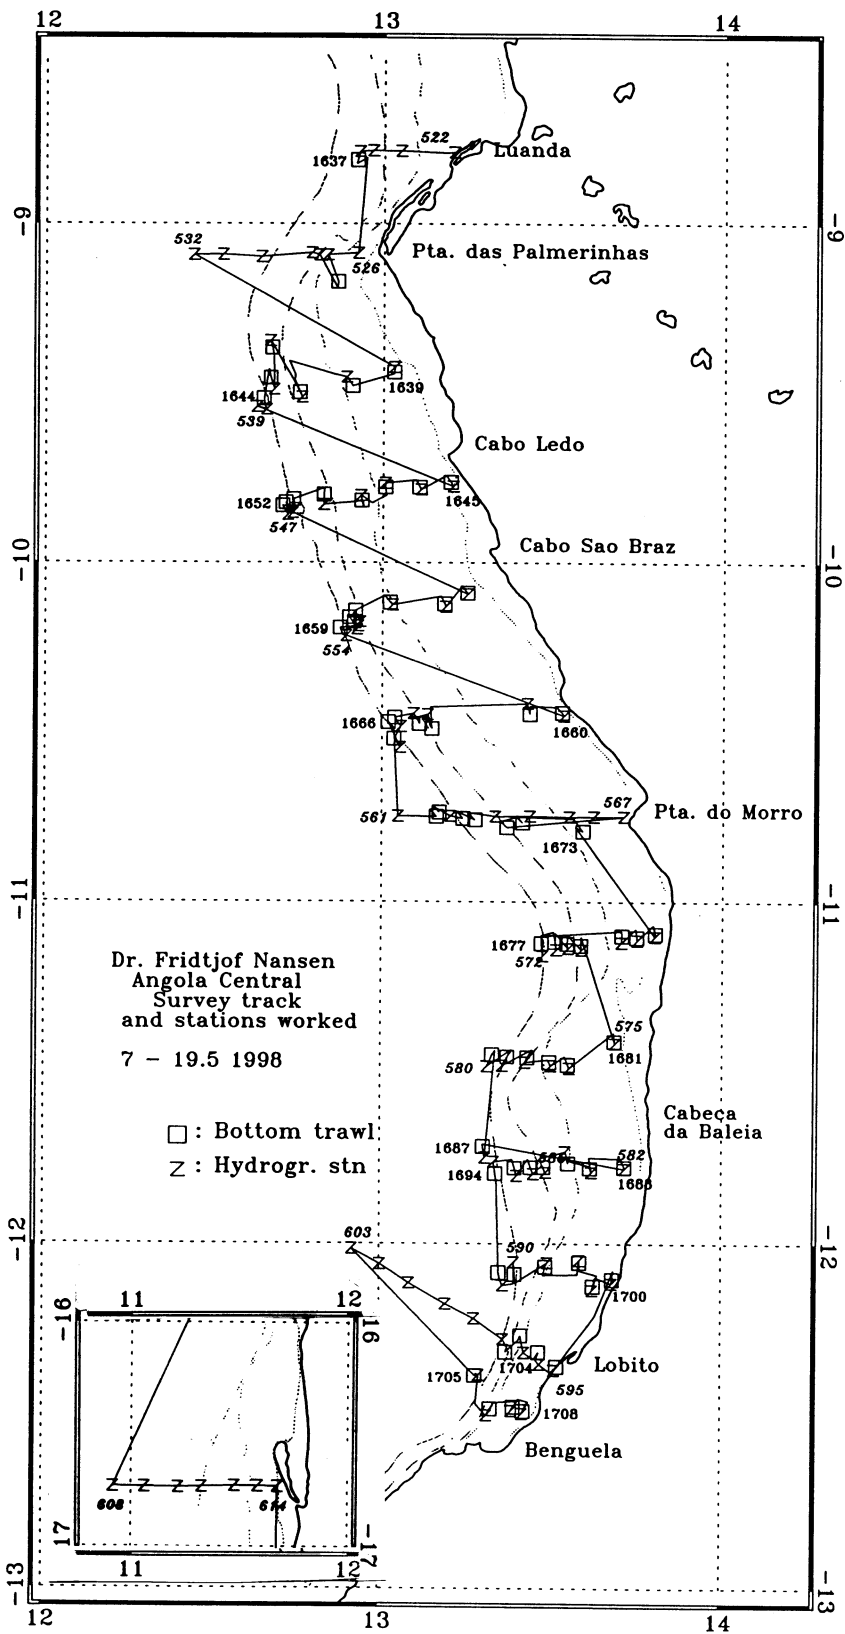 12 13 14
522
Luanda
1637
-9 -9
532
Pta. das Palmerinhas
526
1639
1644
539
Cabo Ledo
1652 1645
547
Cabo Sao Braz
-10 -10
1659
554
1666
1660
567
561
Pta. do Morro
1673
-11 -11
1677
572
Dr. Fridtjof Nansen
Angola Central
Survey track
and stations worked
575
7 - 19.5 1998
1681
580
Cabeca
da Baleia
□ : Bottom trawl
Z : Hydrogr. stn
1687
582
1694
1688
603
-12 -12
590
1700
-16 11 12 16
Lobito
1704
1705
595
1708
Benguela
608 614
17 -17
11 12
-13 -13
12 13 14